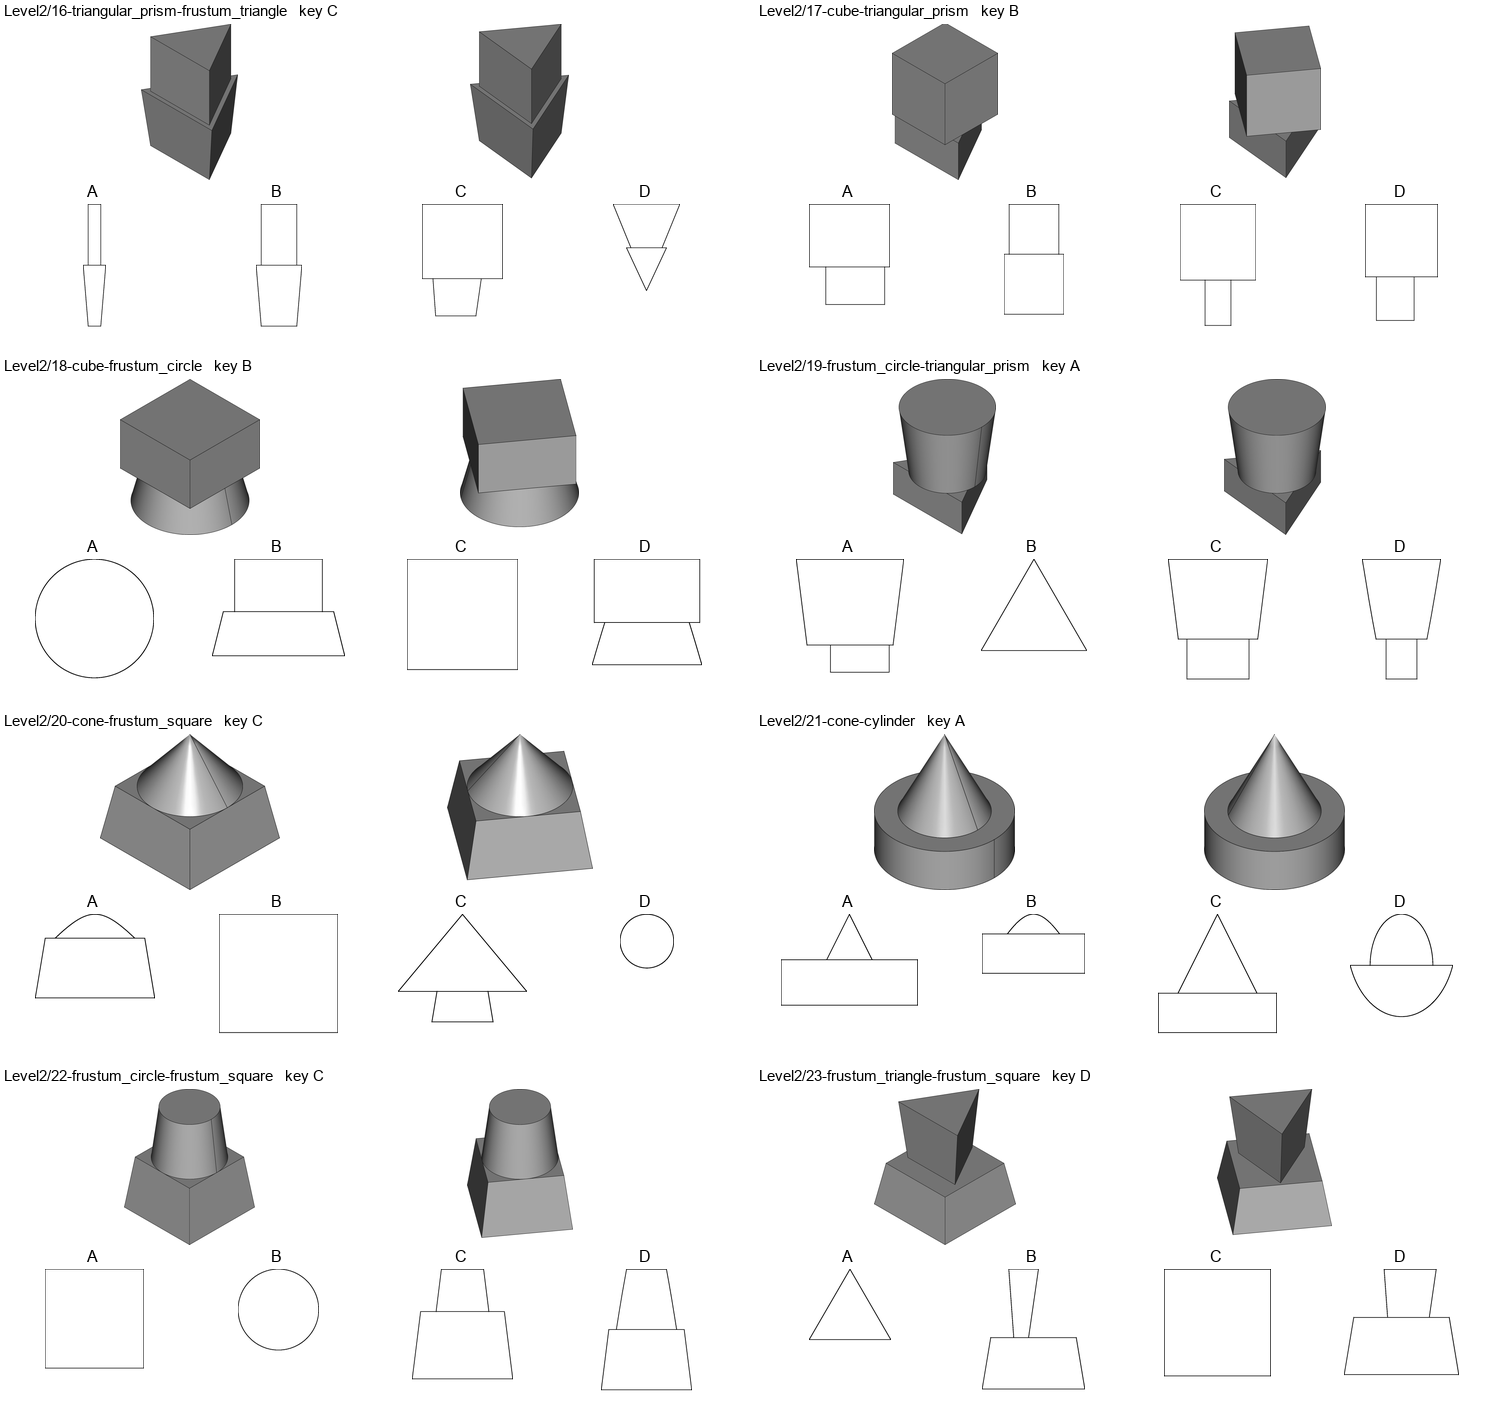 Level2/16-triangular_prism-frustum_triangle key C
Level2/17-cube-triangular_prism key B
A B C D
A B C D
Level2/18-cube-frustum_circle key B
Level2/19-frustum_circle-triangular_prism key A
A B C D
A B C D
Level2/20-cone-frustum_square key C
Level2/21-cone-cylinder key A
A B C D
A B C D
Level2/22-frustum_circle-frustum_square key C
Level2/23-frustum_triangle-frustum_square key D
A B C D
A B C D